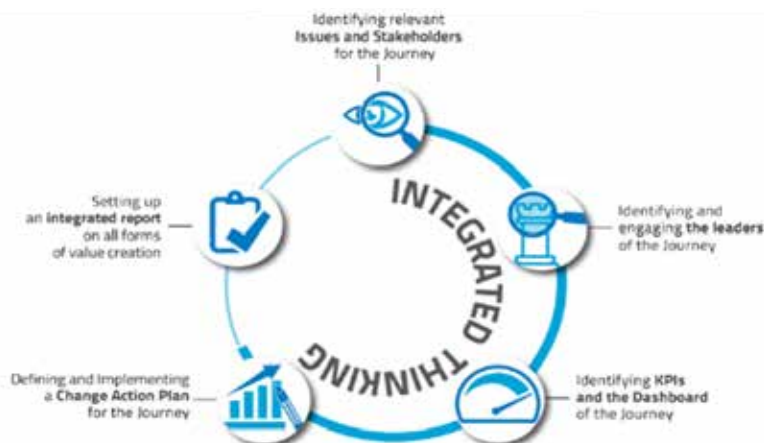 Identifying relevant
Issues and Stakeholders
for the Journey
Identifying and
engaging the leaders
of the Journey
Identifying KPIs
and the Dashboard
of the Journey
Defining and Implementing
a Change Action Plan
for the Journey
Setting up
an integrated report
on all forms
of value creation
INTEGRATED THINKING